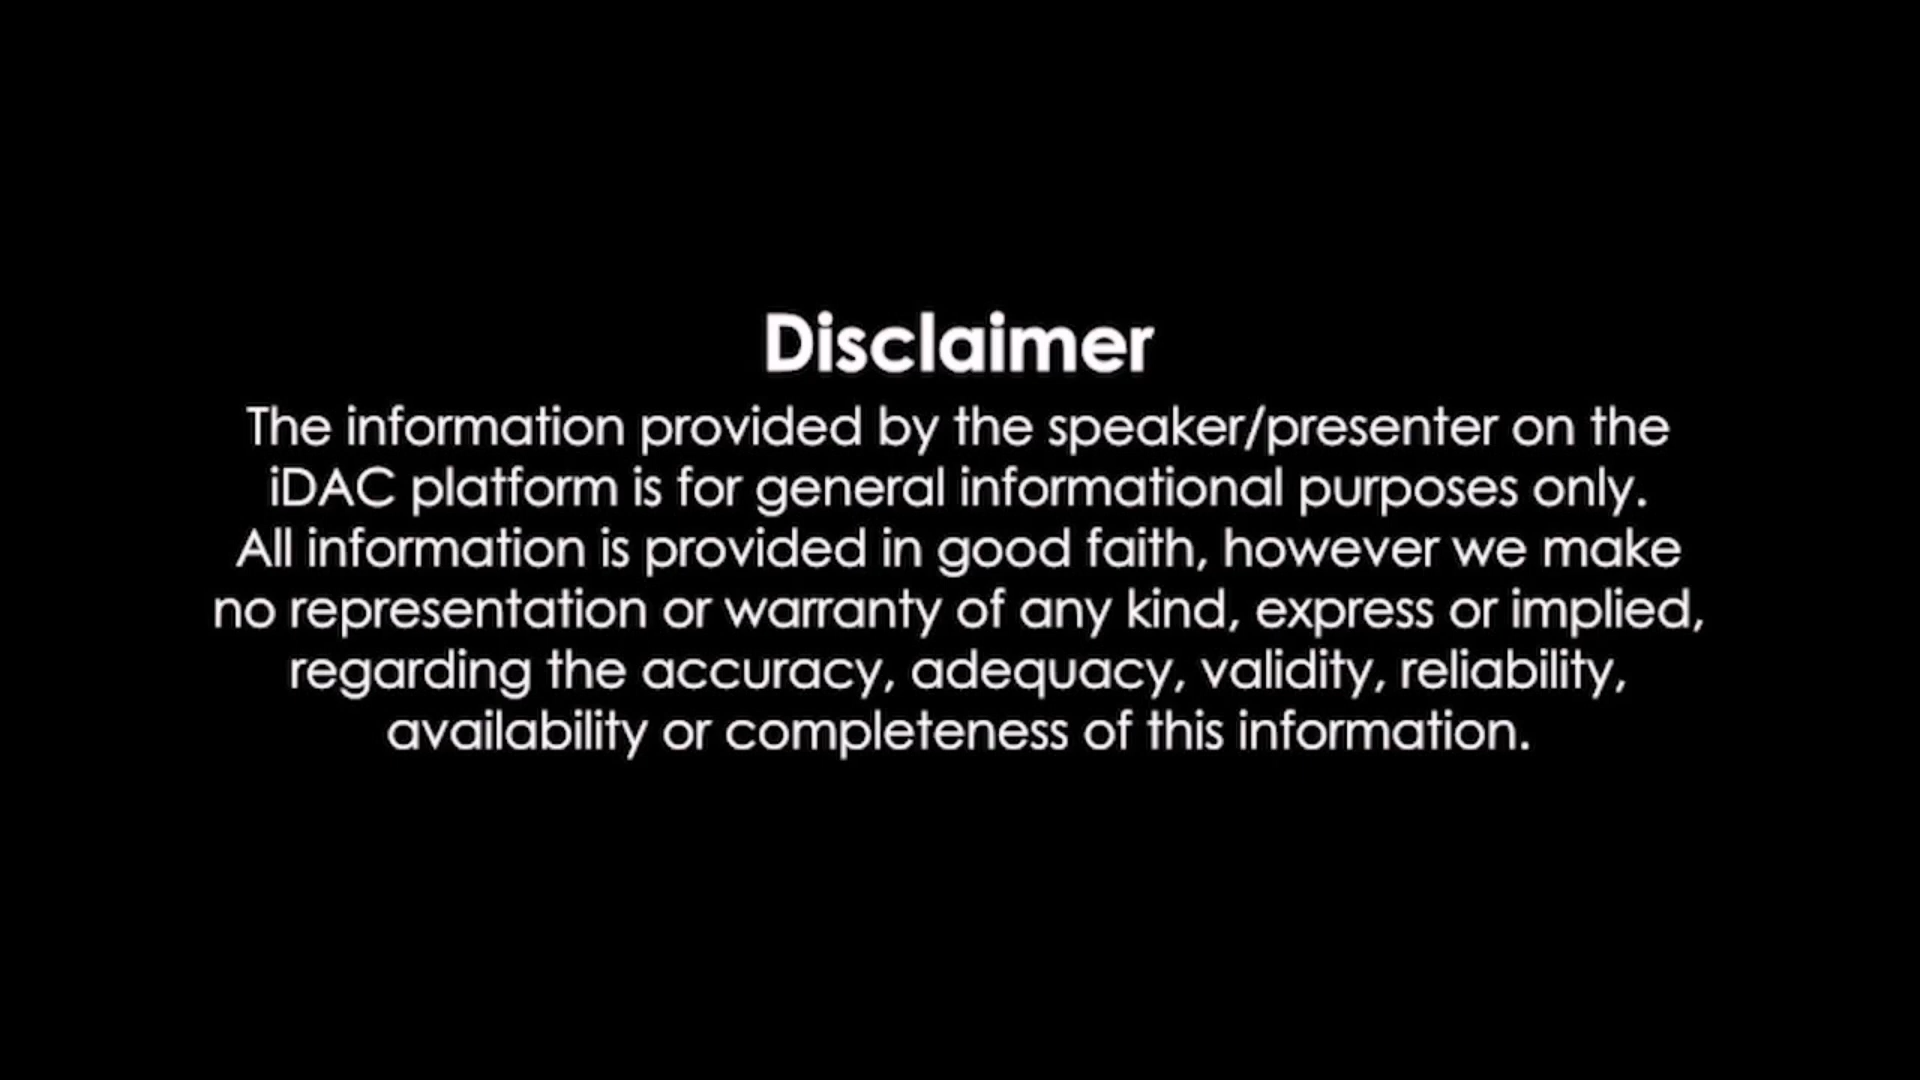 Disclaimer
The information provided by the speaker/presenter on the
iDAC platform is for general informational purposes only.
All information is provided in good faith, however we make
no representation or warranty of any kind, express or implied,
regarding the accuracy, adequacy, validity, reliability,
availability or completeness of this information.